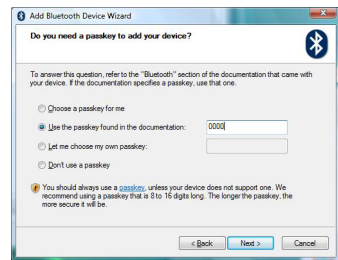 Add Bluetooth Device Wizard
Do you need a passkey to add your device?
To answer this question, refer to the "Bluetooth" section of the documentation that came with
your device. If the documentation specifies a passkey, use that one.
Choose a passkey for me
Use the passkey found in the documentation: 0000
Let me choose my own passkey:
Don't use a passkey
You should always use a passkey, unless your device does not support one. We
recommend using a passkey that is 8 to 16 digits long. The longer the passkey, the
more secure it will be.
< Back Next > Cancel